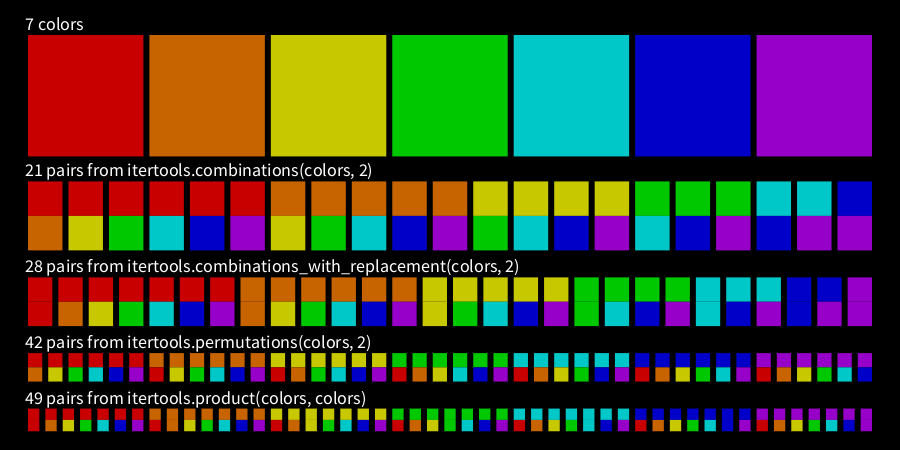 7 colors
21 pairs from itertools.combinations(colors, 2)
28 pairs from itertools.combinations_with_replacement(colors, 2)
42 pairs from itertools.permutations(colors, 2)
49 pairs from itertools.product(colors, colors)